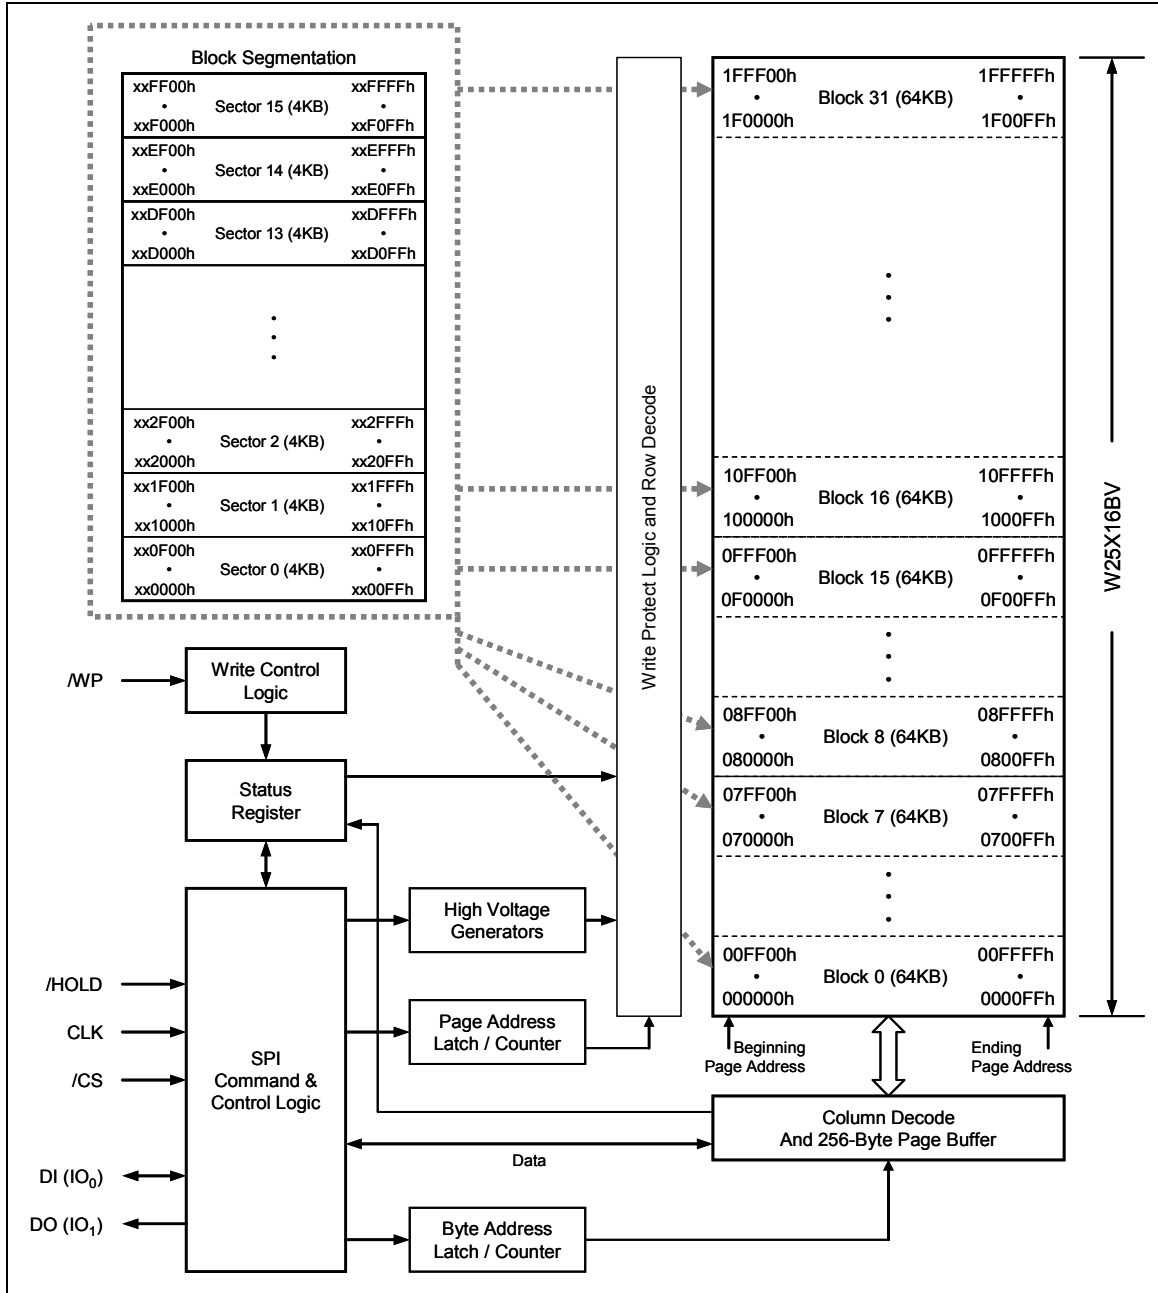 Block Segmentation
xxFF00h xxFFFFh
Sector 15 (4KB)
xxF000h xxF0FFh
xxEF00h xxEFFFh
Sector 14 (4KB)
xxE000h xxE0FFh
xxDF00h xxDFFFh
Sector 13 (4KB)
xxD000h xxD0FFh
xx2F00h xx2FFFh
Sector 2 (4KB)
xx2000h xx20FFh
xx1F00h xx1FFFh
Sector 1 (4KB)
xx1000h xx10FFh
xx0F00h xx0FFFh
Sector 0 (4KB)
xx0000h xx00FFh
Write Protect Logic and Row Decode
1FFF00h 1FFFFFh
Block 31 (64KB)
1F0000h 1F00FFh
10FF00h 10FFFFh
Block 16 (64KB)
100000h 1000FFh
0FFF00h 0FFFFFh
Block 15 (64KB)
0F0000h 0F00FFh
08FF00h 08FFFFh
Block 8 (64KB)
080000h 0800FFh
07FF00h 07FFFFh
Block 7 (64KB)
070000h 0700FFh
00FF00h 00FFFFh
Block 0 (64KB)
000000h 0000FFh
W25X16BV
Beginning
Page Address
Ending
Page Address
/WP
Write Control
Logic
Status
Register
High Voltage
Generators
/HOLD
CLK
/CS
DI (IO0)
DO (IO1)
SPI
Command &
Control Logic
Page Address
Latch / Counter
Column Decode
And 256-Byte Page Buffer
Data
Byte Address
Latch / Counter